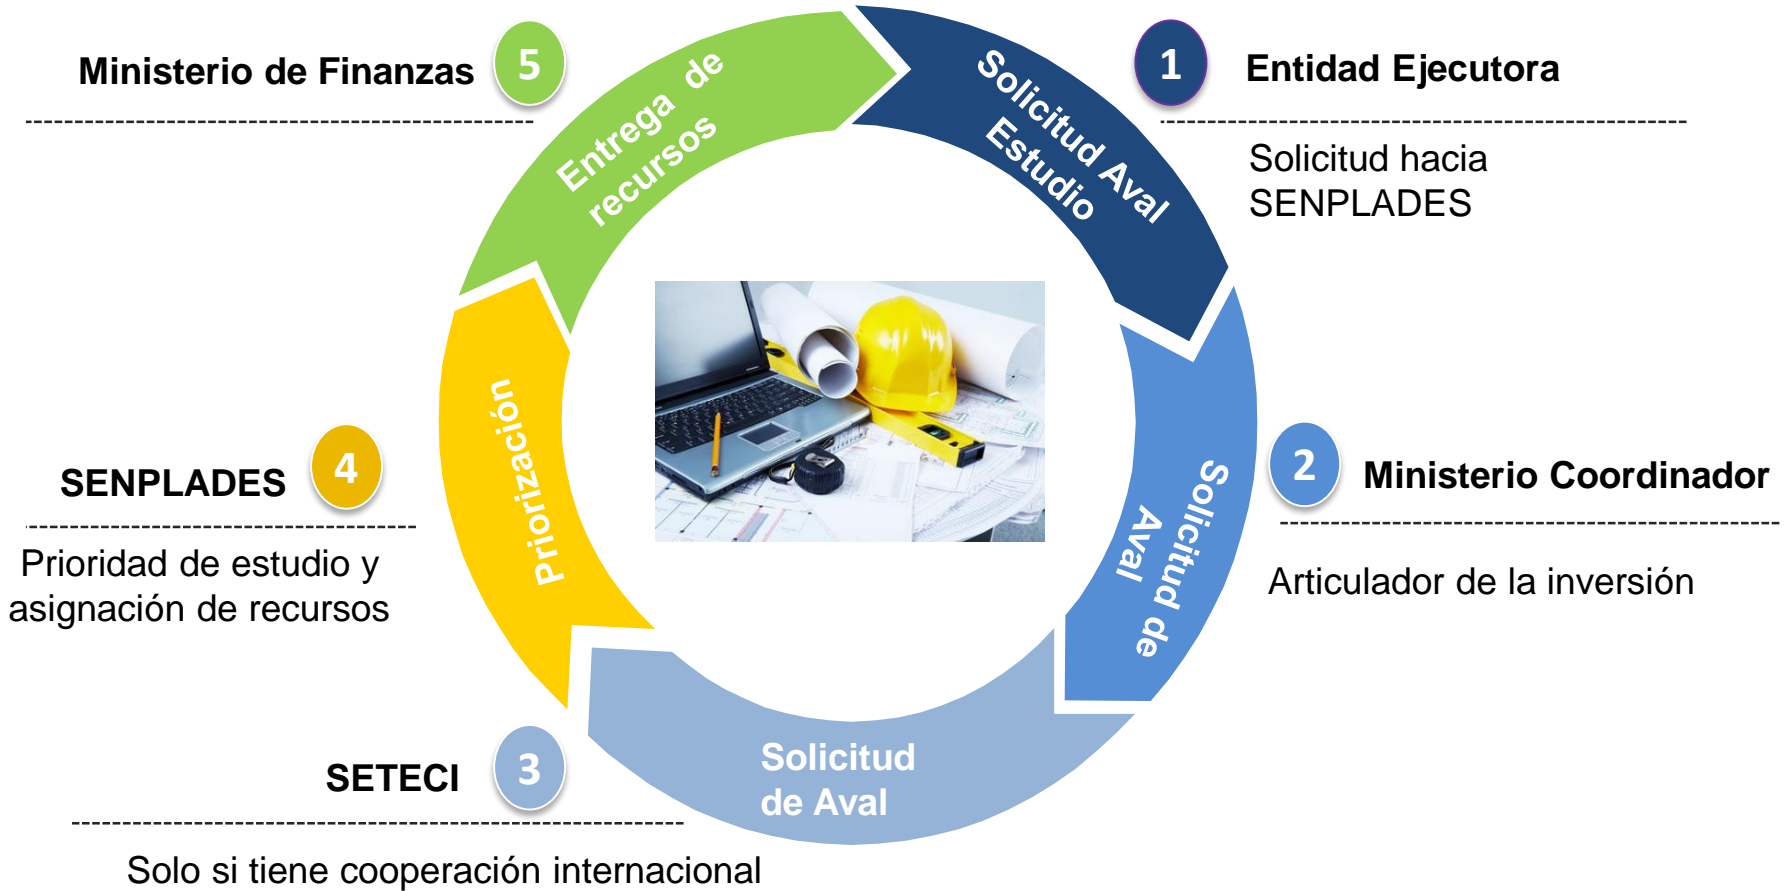 1
Entidad Ejecutora
Solicitud hacia
SENPLADES
Solicitud Aval
Estudio
2
Ministerio Coordinador
Articulador de la inversión
Solicitud de
Aval
3
SETECI
Solo si tiene cooperación internacional
Solicitud
de Aval
4
SENPLADES
Prioridad de estudio y
asignación de recursos
Priorización
5
Ministerio de Finanzas
Entrega de
recursos